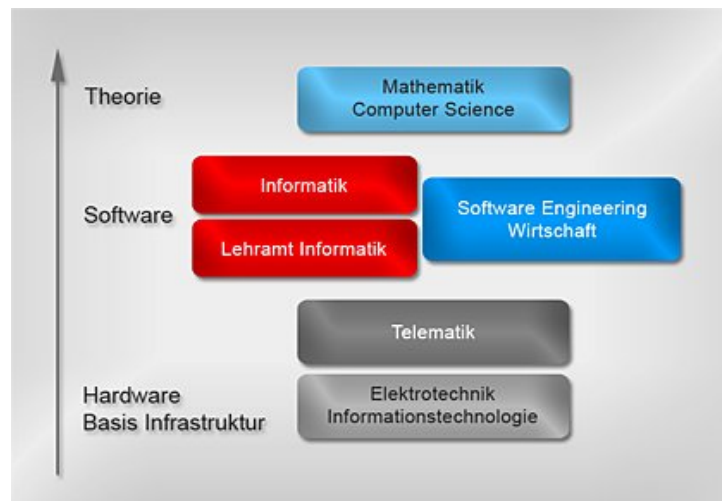 Theorie
Mathematik
Computer Science
Software
Informatik
Lehramt Informatik
Software Engineering
Wirtschaft
Telematik
Hardware
Basis Infrastruktur
Elektrotechnik
Informationstechnologie